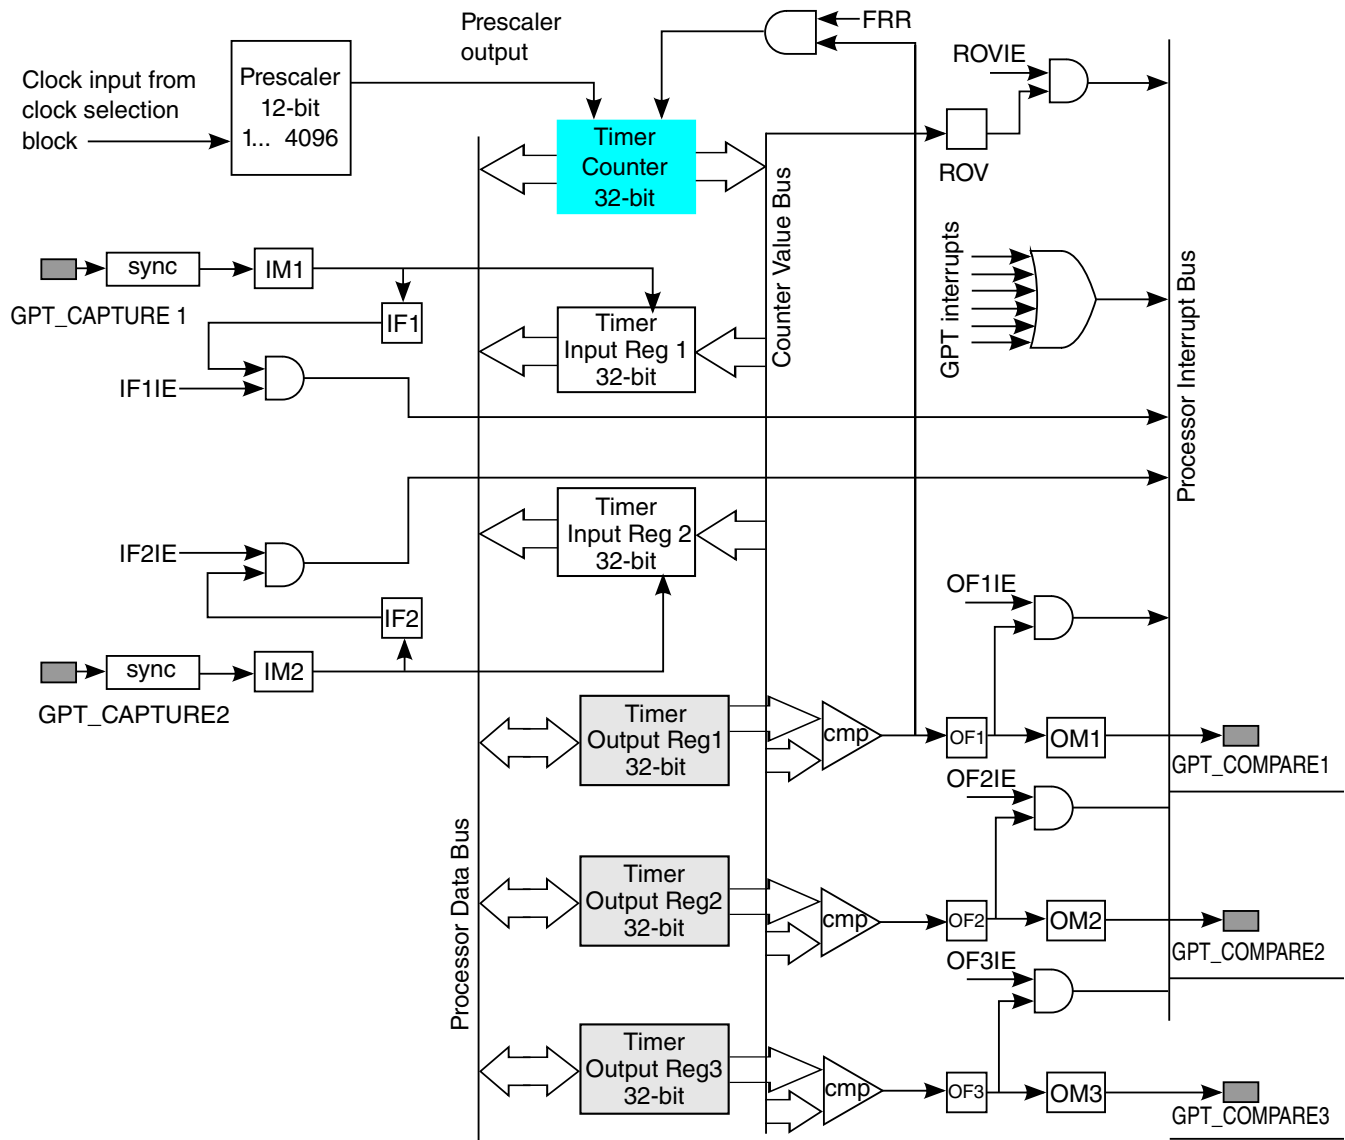 Prescaler
output
FRR
ROVIE
Clock input from
clock selection
block
Prescaler
12-bit
1... 4096
Timer
Counter
32-bit
ROV
Counter Value Bus
GPT interrupts
Processor Interrupt Bus
sync
IM1
GPT_CAPTURE 1
IF1
Timer
Input Reg 1
32-bit
IF1IE
Timer
Input Reg 2
32-bit
IF2IE
IF2
sync
IM2
GPT_CAPTURE2
OF1IE
Timer
Output Reg1
32-bit
cmp
OF1
OM1
GPT_COMPARE1
OF2IE
Processor Data Bus
Timer
Output Reg2
32-bit
cmp
OF2
OM2
GPT_COMPARE2
OF3IE
Timer
Output Reg3
32-bit
cmp
OF3
OM3
GPT_COMPARE3